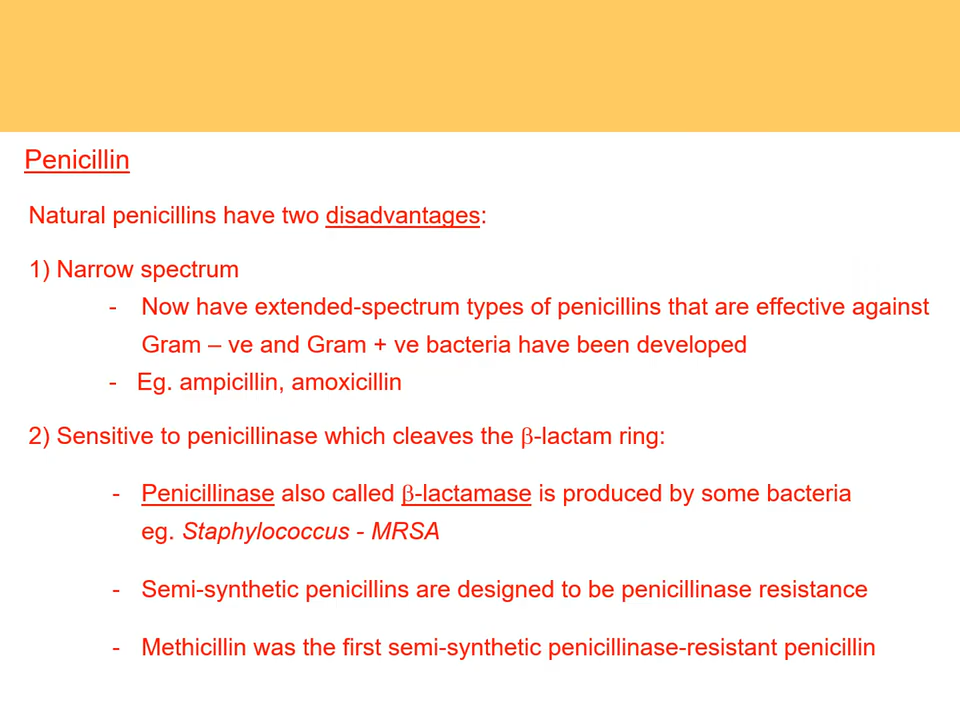 Penicillin
Natural penicillins have two disadvantages:
1) Narrow spectrum
- Now have extended-spectrum types of penicillins that are effective against
Gram – ve and Gram + ve bacteria have been developed
- Eg. ampicillin, amoxicillin
2) Sensitive to penicillinase which cleaves the β-lactam ring:
- Penicillinase also called β-lactamase is produced by some bacteria
eg. Staphylococcus - MRSA
- Semi-synthetic penicillins are designed to be penicillinase resistance
- Methicillin was the first semi-synthetic penicillinase-resistant penicillin